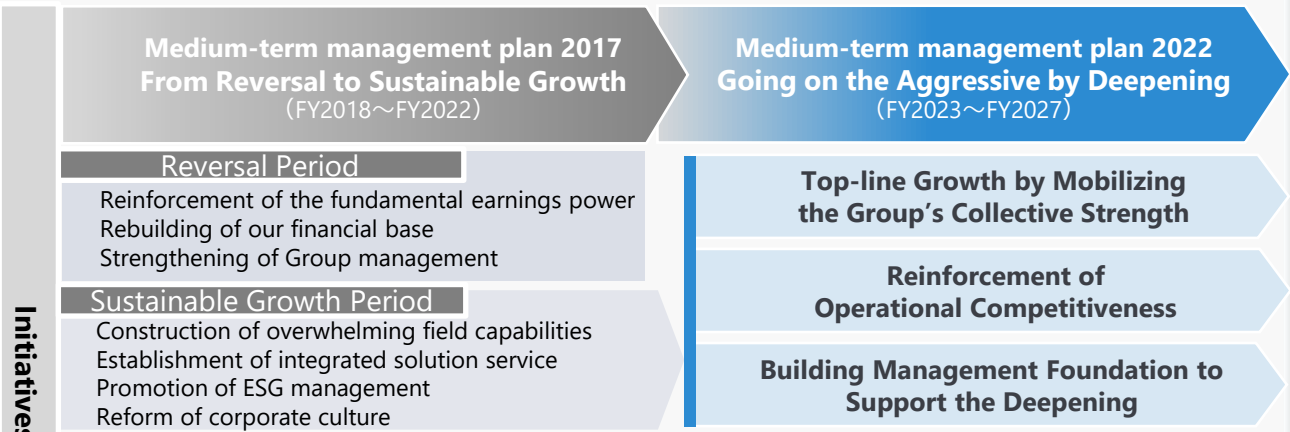 Medium-term management plan 2017
From Reversal to Sustainable Growth
（FY2018～FY2022）
Medium-term management plan 2022
Going on the Aggressive by Deepening
（FY2023～FY2027）
Initiatives
Reversal Period
Reinforcement of the fundamental earnings power
Rebuilding of our financial base
Strengthening of Group management
Sustainable Growth Period
Construction of overwhelming field capabilities
Establishment of integrated solution service
Promotion of ESG management
Reform of corporate culture
Top-line Growth by Mobilizing
the Group’s Collective Strength
Reinforcement of
Operational Competitiveness
Building Management Foundation to
Support the Deepening